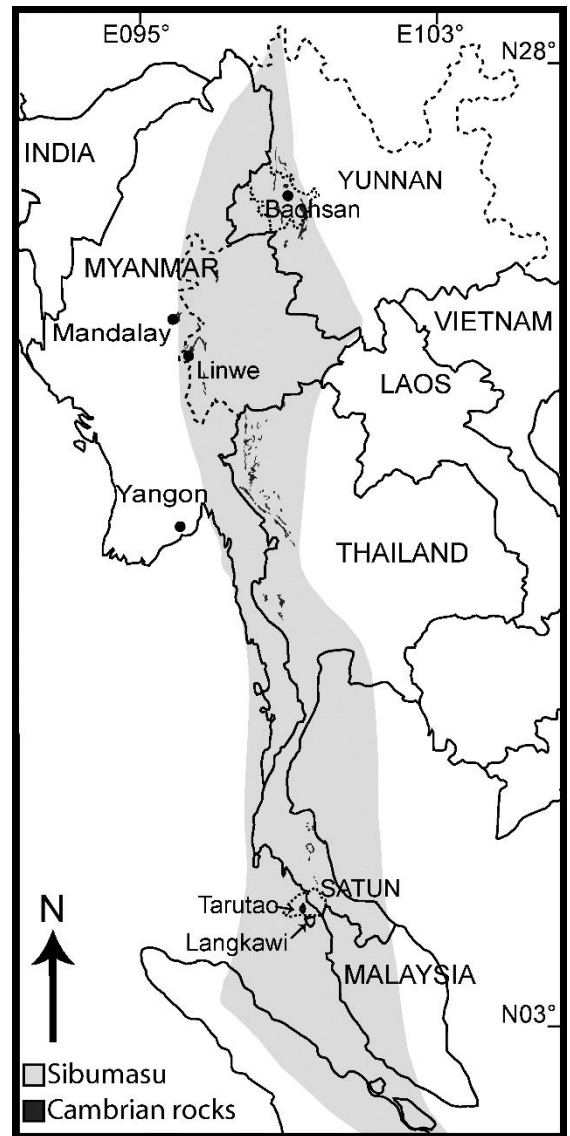 E095° E103°
N28°
INDIA
YUNNAN
Baohsan
MYANMAR
VIETNAM
Mandalay
LAOS
Linwe
Yangon
THAILAND
SATUN
Tarutao
N
Langkawi
MALAYSIA
N03°
Sibumasu
Cambrian rocks